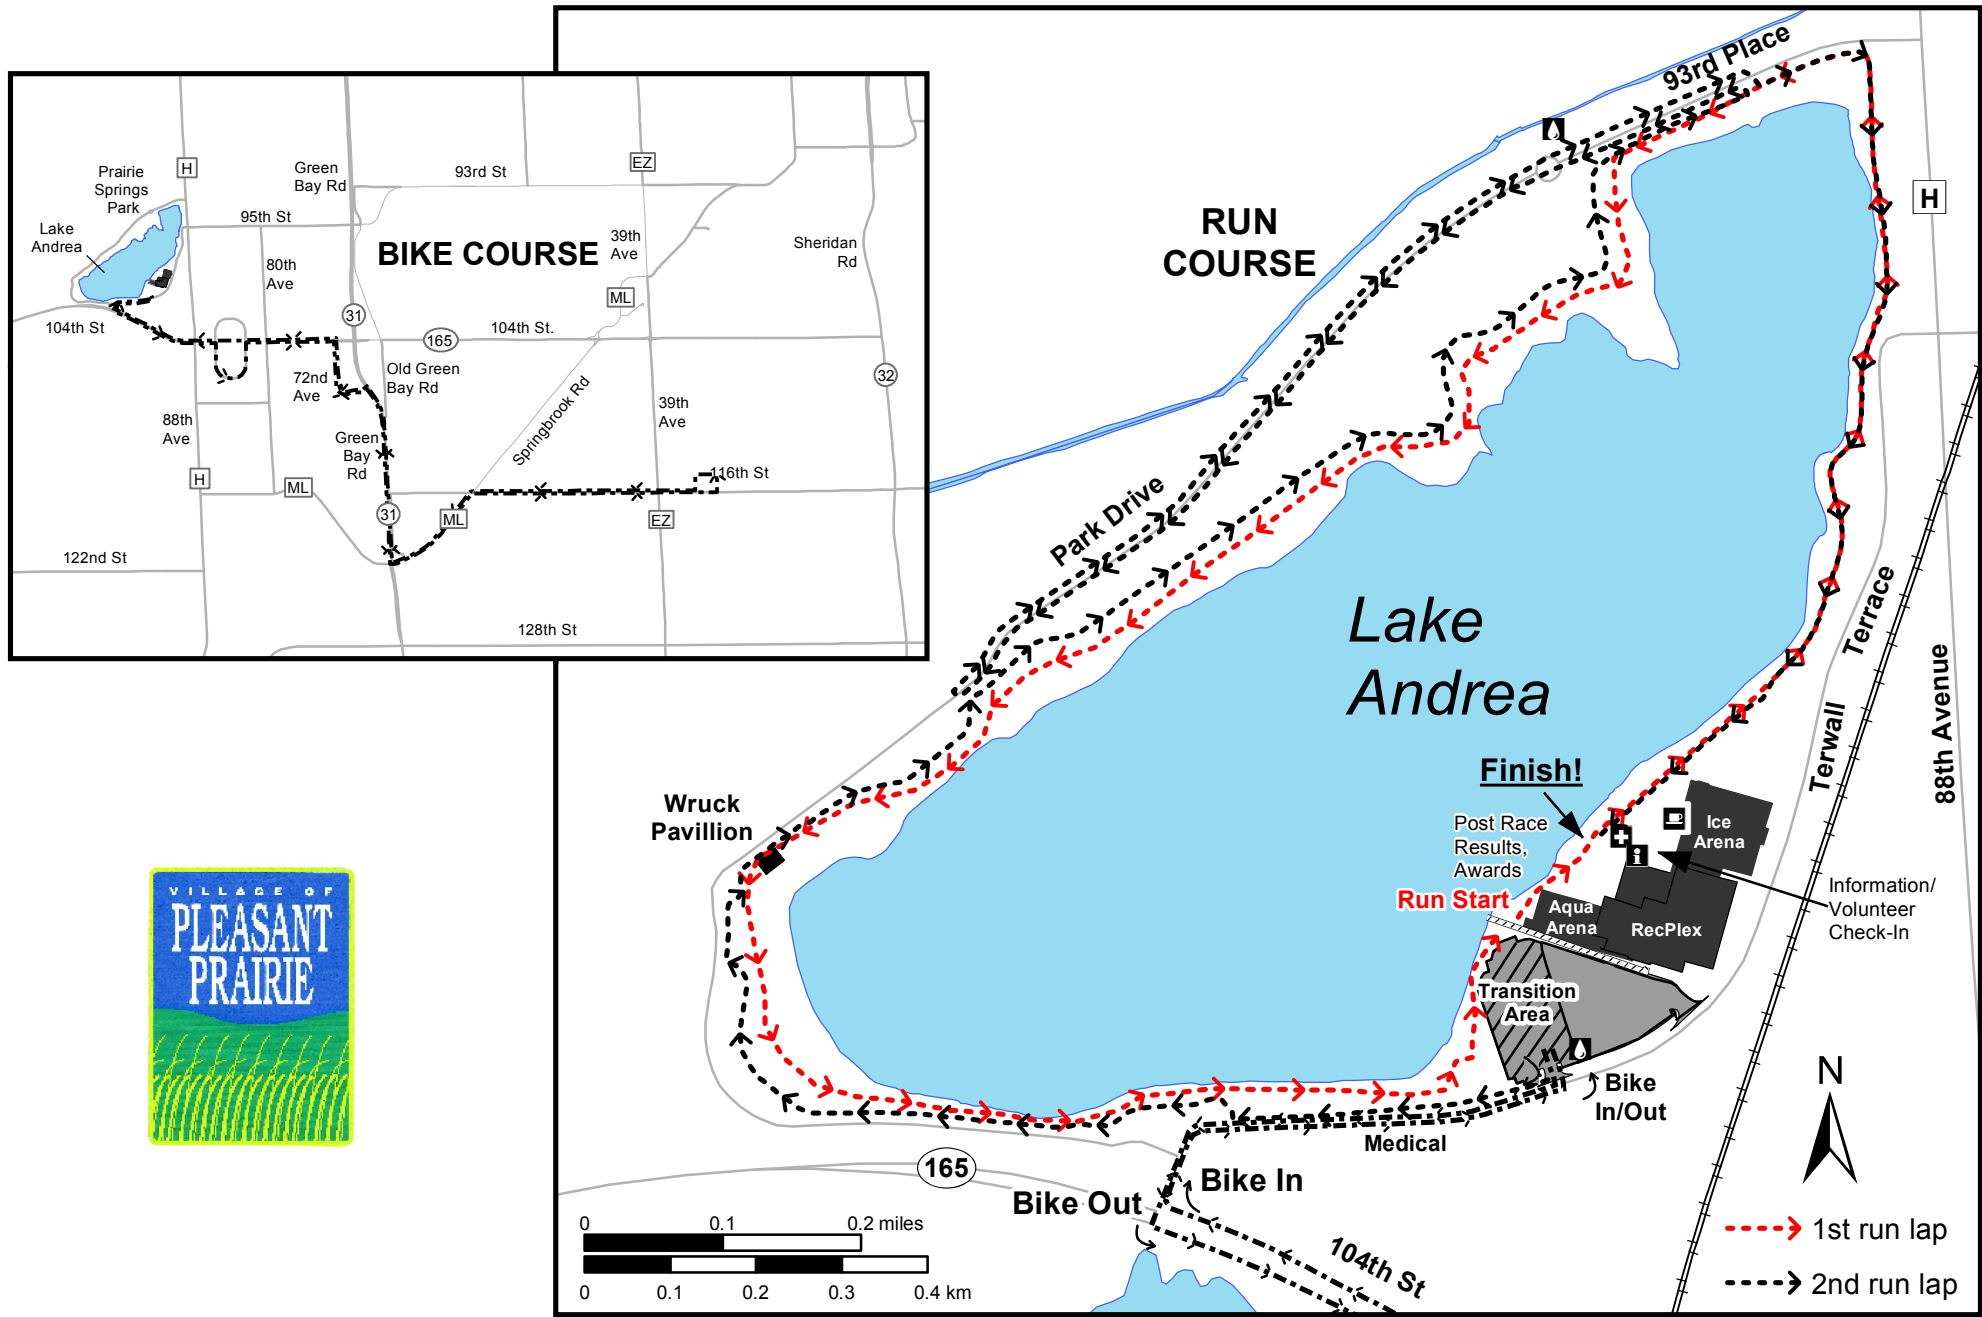 H
EZ
Prairie
Springs
Park
Green
Bay Rd
93rd St
95th St
Lake
Andrea
BIKE COURSE
39th
Ave
Sheridan
Rd
80th
Ave
ML
104th St
31
165
104th St.
32
72nd
Ave
Old Green
Bay Rd
88th
Ave
Springbrook Rd
39th
Ave
Green
Bay
Rd
116th St
H
ML
31
ML
EZ
122nd St
128th St
93rd Place
RUN
COURSE
H
Park Drive
Lake
Andrea
Terwall Terrace
88th Avenue
Finish!
Wruck
Pavillion
Post Race
Results,
Awards
Ice
Arena
Run Start
Aqua
Arena
RecPlex
Information/
Volunteer
Check-In
Transition
Area
Bike
In/Out
Medical
165
Bike In
Bike Out
104th St
N
0 0.1 0.2 miles
0 0.1 0.2 0.3 0.4 km
1st run lap
2nd run lap
VILLAGE OF
PLEASANT
PRAIRIE